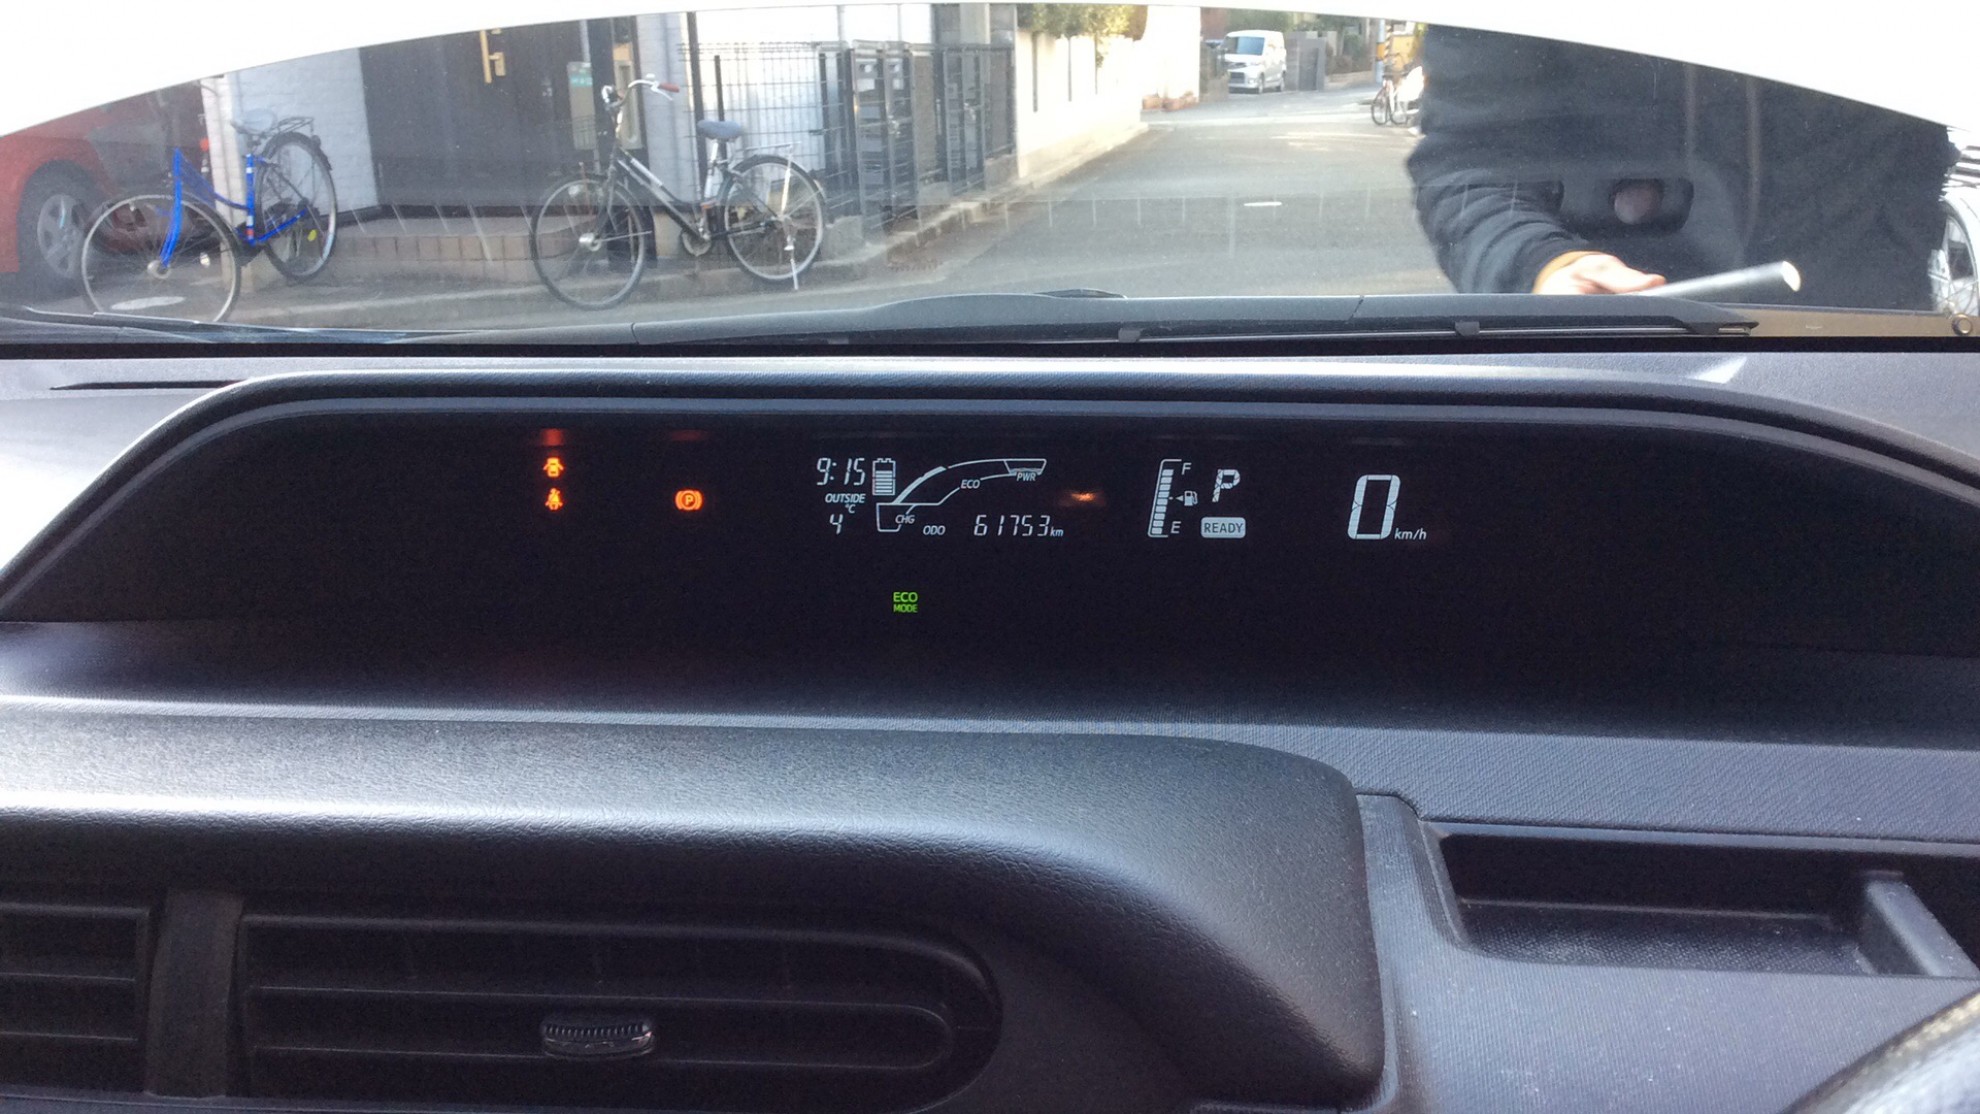 9:15
OUTSIDE
°C
4
CHG
ECO
PWR
ODO 61753km
(P)
F
E
P
READY
0 km/h
ECO
MODE